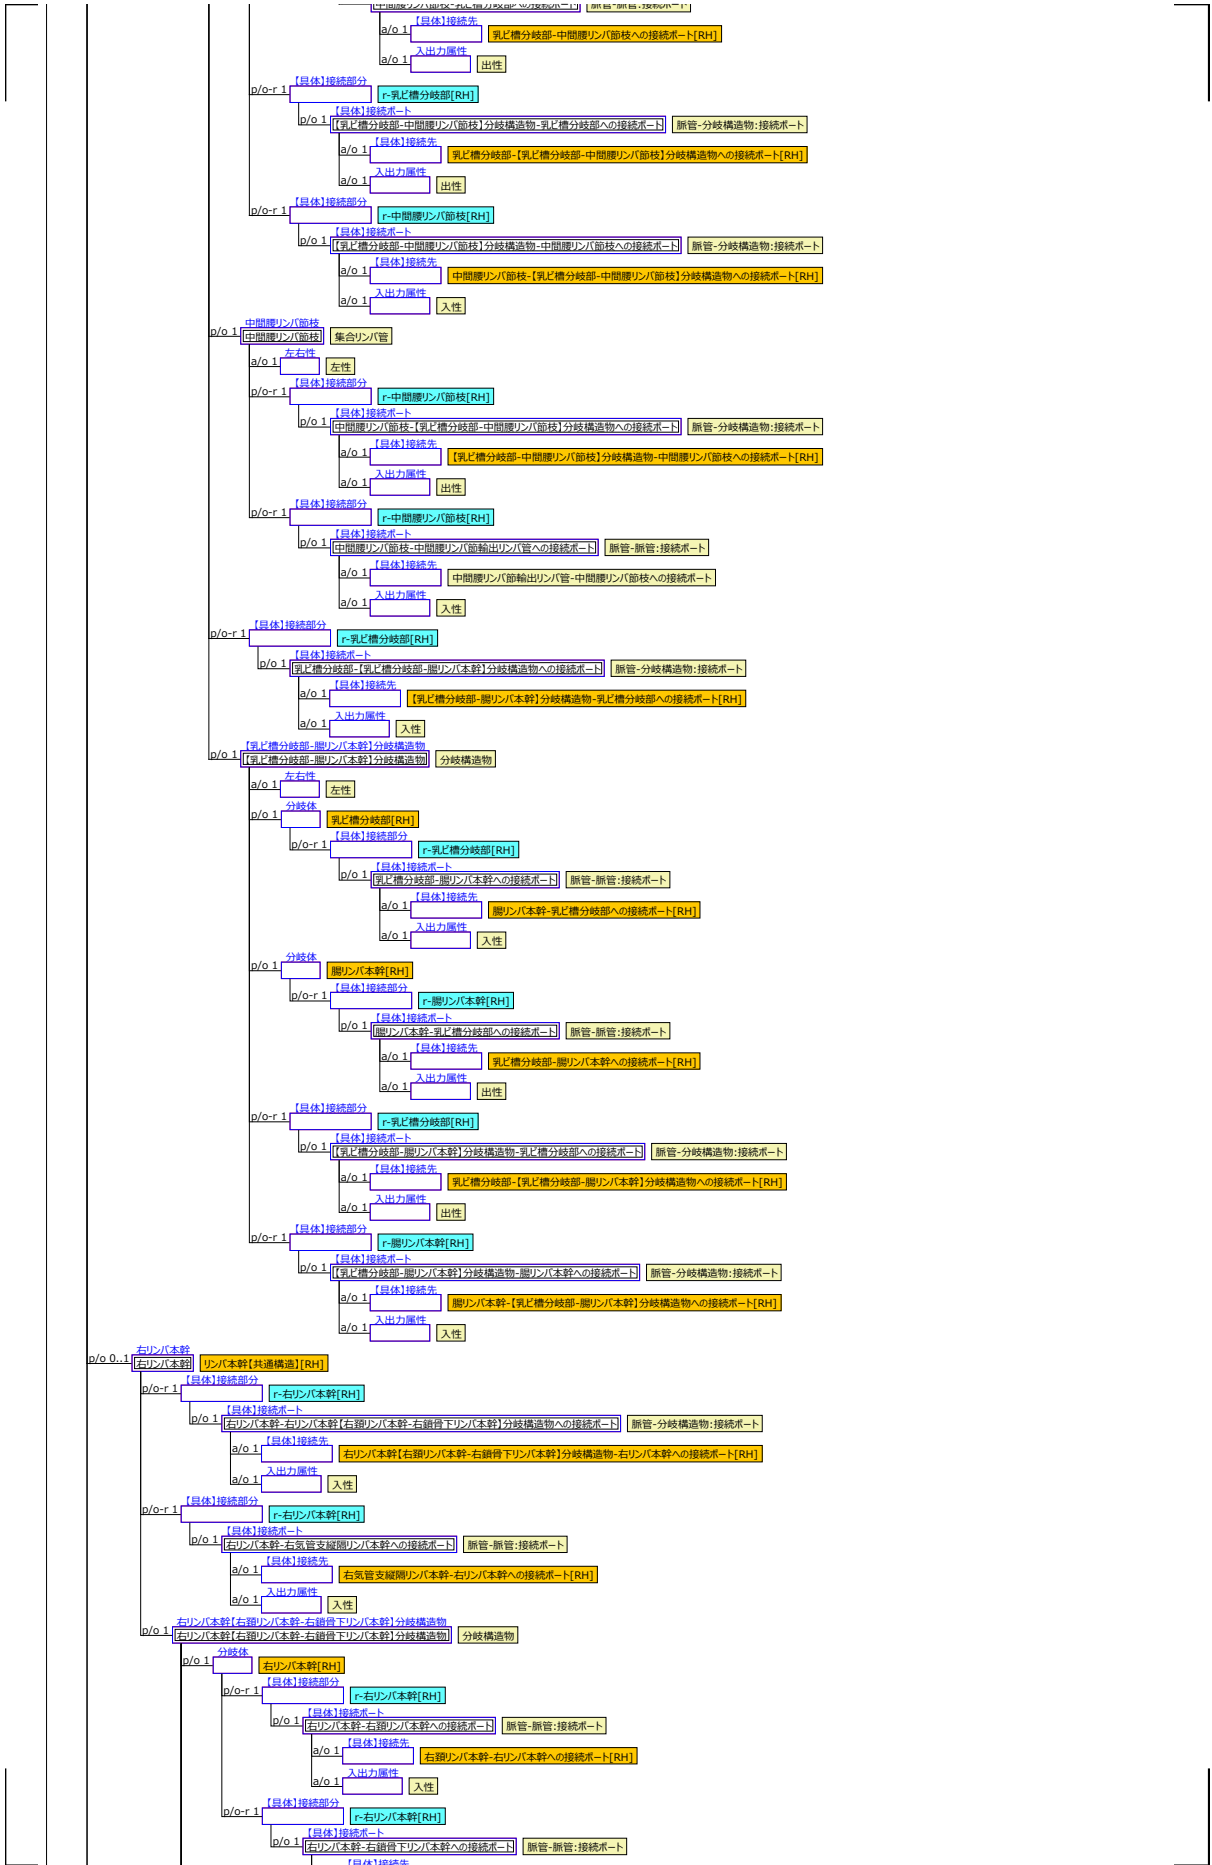 中間腰リンパ節枝-乳ビ槽分岐部への接続ポート 脈管-脈管:接続ポート
【具体】接続先
a/o 1 乳ビ槽分岐部-中間腰リンパ節枝への接続ポート[RH]
入出力属性
a/o 1 出性
【具体】接続部分
p/o-r 1 r-乳ビ槽分岐部[RH]
【具体】接続ポート
p/o 1 【乳ビ槽分岐部-中間腰リンパ節枝】分岐構造物-乳ビ槽分岐部への接続ポート 脈管-分岐構造物:接続ポート
【具体】接続先
a/o 1 乳ビ槽分岐部-【乳ビ槽分岐部-中間腰リンパ節枝】分岐構造物への接続ポート[RH]
入出力属性
a/o 1 出性
【具体】接続部分
p/o-r 1 r-中間腰リンパ節枝[RH]
【具体】接続ポート
p/o 1 【乳ビ槽分岐部-中間腰リンパ節枝】分岐構造物-中間腰リンパ節枝への接続ポート 脈管-分岐構造物:接続ポート
【具体】接続先
a/o 1 中間腰リンパ節枝-【乳ビ槽分岐部-中間腰リンパ節枝】分岐構造物への接続ポート[RH]
入出力属性
a/o 1 入性
中間腰リンパ節枝
p/o 1 中間腰リンパ節枝 集合リンパ管
左右性
a/o 1 左性
【具体】接続部分
p/o-r 1 r-中間腰リンパ節枝[RH]
【具体】接続ポート
p/o 1 中間腰リンパ節枝-【乳ビ槽分岐部-中間腰リンパ節枝】分岐構造物への接続ポート 脈管-分岐構造物:接続ポート
【具体】接続先
a/o 1 【乳ビ槽分岐部-中間腰リンパ節枝】分岐構造物-中間腰リンパ節枝への接続ポート[RH]
入出力属性
a/o 1 出性
【具体】接続部分
p/o-r 1 r-中間腰リンパ節枝[RH]
【具体】接続ポート
p/o 1 中間腰リンパ節枝-中間腰リンパ節輸出リンパ管への接続ポート 脈管-脈管:接続ポート
【具体】接続先
a/o 1 中間腰リンパ節輸出リンパ管-中間腰リンパ節枝への接続ポート
入出力属性
a/o 1 入性
【具体】接続部分
p/o-r 1 r-乳ビ槽分岐部[RH]
【具体】接続ポート
p/o 1 乳ビ槽分岐部-【乳ビ槽分岐部-腸リンパ本幹】分岐構造物への接続ポート 脈管-分岐構造物:接続ポート
【具体】接続先
a/o 1 【乳ビ槽分岐部-腸リンパ本幹】分岐構造物-乳ビ槽分岐部への接続ポート[RH]
入出力属性
a/o 1 入性
【乳ビ槽分岐部-腸リンパ本幹】分岐構造物
p/o 1 【乳ビ槽分岐部-腸リンパ本幹】分岐構造物 分岐構造物
左右性
a/o 1 左性
分岐体
p/o 1 乳ビ槽分岐部[RH]
【具体】接続部分
p/o-r 1 r-乳ビ槽分岐部[RH]
【具体】接続ポート
p/o 1 乳ビ槽分岐部-腸リンパ本幹への接続ポート 脈管-脈管:接続ポート
【具体】接続先
a/o 1 腸リンパ本幹-乳ビ槽分岐部への接続ポート[RH]
入出力属性
a/o 1 入性
分岐体
p/o 1 腸リンパ本幹[RH]
【具体】接続部分
p/o-r 1 r-腸リンパ本幹[RH]
【具体】接続ポート
p/o 1 腸リンパ本幹-乳ビ槽分岐部への接続ポート 脈管-脈管:接続ポート
【具体】接続先
a/o 1 乳ビ槽分岐部-腸リンパ本幹への接続ポート[RH]
入出力属性
a/o 1 出性
【具体】接続部分
p/o-r 1 r-乳ビ槽分岐部[RH]
【具体】接続ポート
p/o 1 【乳ビ槽分岐部-腸リンパ本幹】分岐構造物-乳ビ槽分岐部への接続ポート 脈管-分岐構造物:接続ポート
【具体】接続先
a/o 1 乳ビ槽分岐部-【乳ビ槽分岐部-腸リンパ本幹】分岐構造物への接続ポート[RH]
入出力属性
a/o 1 出性
【具体】接続部分
p/o-r 1 r-腸リンパ本幹[RH]
【具体】接続ポート
p/o 1 【乳ビ槽分岐部-腸リンパ本幹】分岐構造物-腸リンパ本幹への接続ポート 脈管-分岐構造物:接続ポート
【具体】接続先
a/o 1 腸リンパ本幹-【乳ビ槽分岐部-腸リンパ本幹】分岐構造物への接続ポート[RH]
入出力属性
a/o 1 入性
右リンパ本幹
p/o 0..1 右リンパ本幹 リンパ本幹【共通構造】[RH]
【具体】接続部分
p/o-r 1 r-右リンパ本幹[RH]
【具体】接続ポート
p/o 1 右リンパ本幹-右リンパ本幹【右頚リンパ本幹-右鎖骨下リンパ本幹】分岐構造物への接続ポート 脈管-分岐構造物:接続ポート
【具体】接続先
a/o 1 右リンパ本幹【右頚リンパ本幹-右鎖骨下リンパ本幹】分岐構造物-右リンパ本幹への接続ポート[RH]
入出力属性
a/o 1 入性
【具体】接続部分
p/o-r 1 r-右リンパ本幹[RH]
【具体】接続ポート
p/o 1 右リンパ本幹-右気管支縦隔リンパ本幹への接続ポート 脈管-脈管:接続ポート
【具体】接続先
a/o 1 右気管支縦隔リンパ本幹-右リンパ本幹への接続ポート[RH]
入出力属性
a/o 1 入性
右リンパ本幹【右頚リンパ本幹-右鎖骨下リンパ本幹】分岐構造物
p/o 1 右リンパ本幹【右頚リンパ本幹-右鎖骨下リンパ本幹】分岐構造物 分岐構造物
分岐体
p/o 1 右リンパ本幹[RH]
【具体】接続部分
p/o-r 1 r-右リンパ本幹[RH]
【具体】接続ポート
p/o 1 右リンパ本幹-右頚リンパ本幹への接続ポート 脈管-脈管:接続ポート
【具体】接続先
a/o 1 右頚リンパ本幹-右リンパ本幹への接続ポート[RH]
入出力属性
a/o 1 入性
【具体】接続部分
p/o-r 1 r-右リンパ本幹[RH]
【具体】接続ポート
p/o 1 右リンパ本幹-右鎖骨下リンパ本幹への接続ポート 脈管-脈管:接続ポート
【具体】接続先